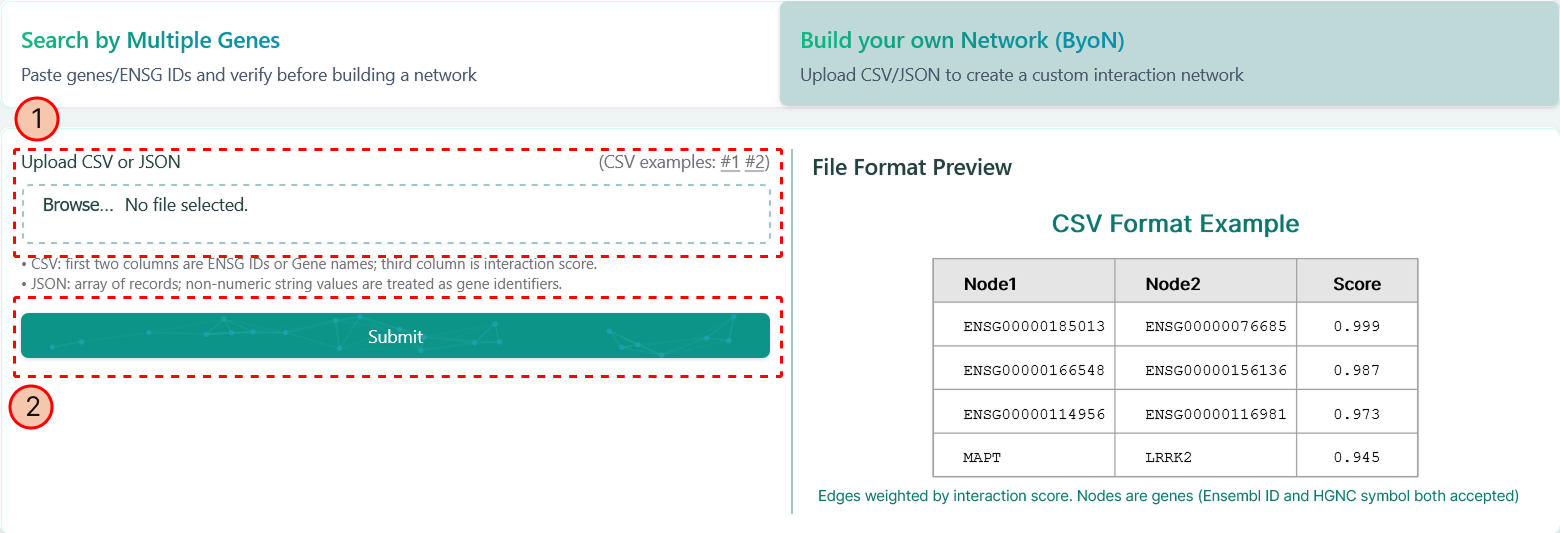 Search by Multiple Genes
Paste genes/ENSG IDs and verify before building a network
Build your own Network (ByoN)
Upload CSV/JSON to create a custom interaction network
1
Upload CSV or JSON (CSV examples: #1 #2)
Browse... No file selected.
• CSV: first two columns are ENSG IDs or Gene names; third column is interaction score.
• JSON: array of records; non-numeric string values are treated as gene identifiers.
Submit
2
File Format Preview
CSV Format Example
Node1 Node2 Score
ENSG00000185013 ENSG00000076685 0.999
ENSG00000166548 ENSG00000156136 0.987
ENSG00000114956 ENSG00000116981 0.973
MAPT LRRK2 0.945
Edges weighted by interaction score. Nodes are genes (Ensembl ID and HGNC symbol both accepted)